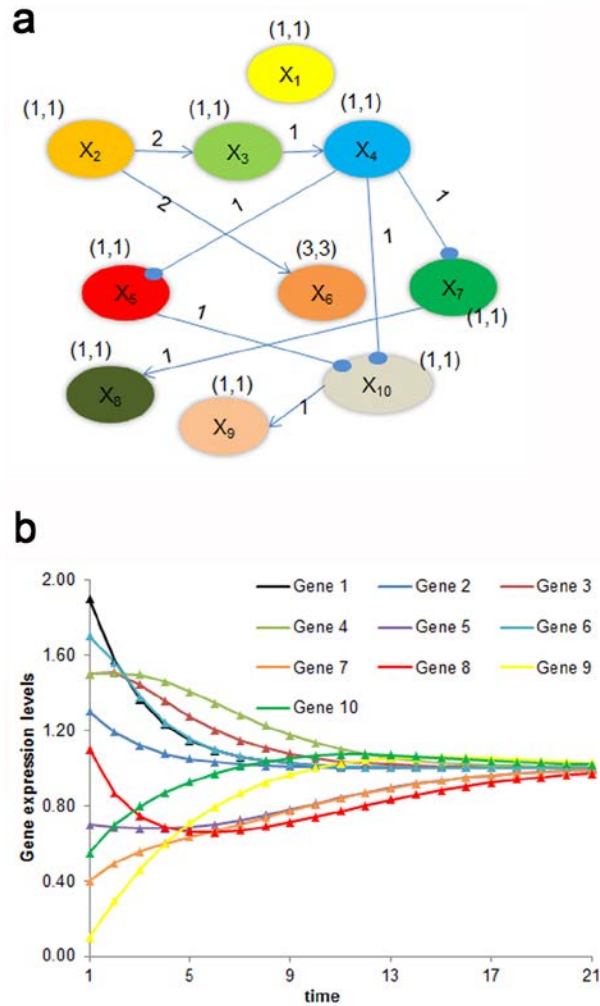 a
(1,1)
X1
(1,1)
(1,1)
(1,1)
X2
2
X3
1
X4
2
1
1
1
(1,1)
(3,3)
X5
X6
X7
(1,1)
1
1
(1,1)
(1,1)
(1,1)
X8
X10
1
X9
b
2.00
1.60
1.20
0.80
0.40
0.00
Gene expression levels
Gene 1 Gene 2 Gene 3
Gene 4 Gene 5 Gene 6
Gene 7 Gene 8 Gene 9
Gene 10
1 5 9 13 17 21
time